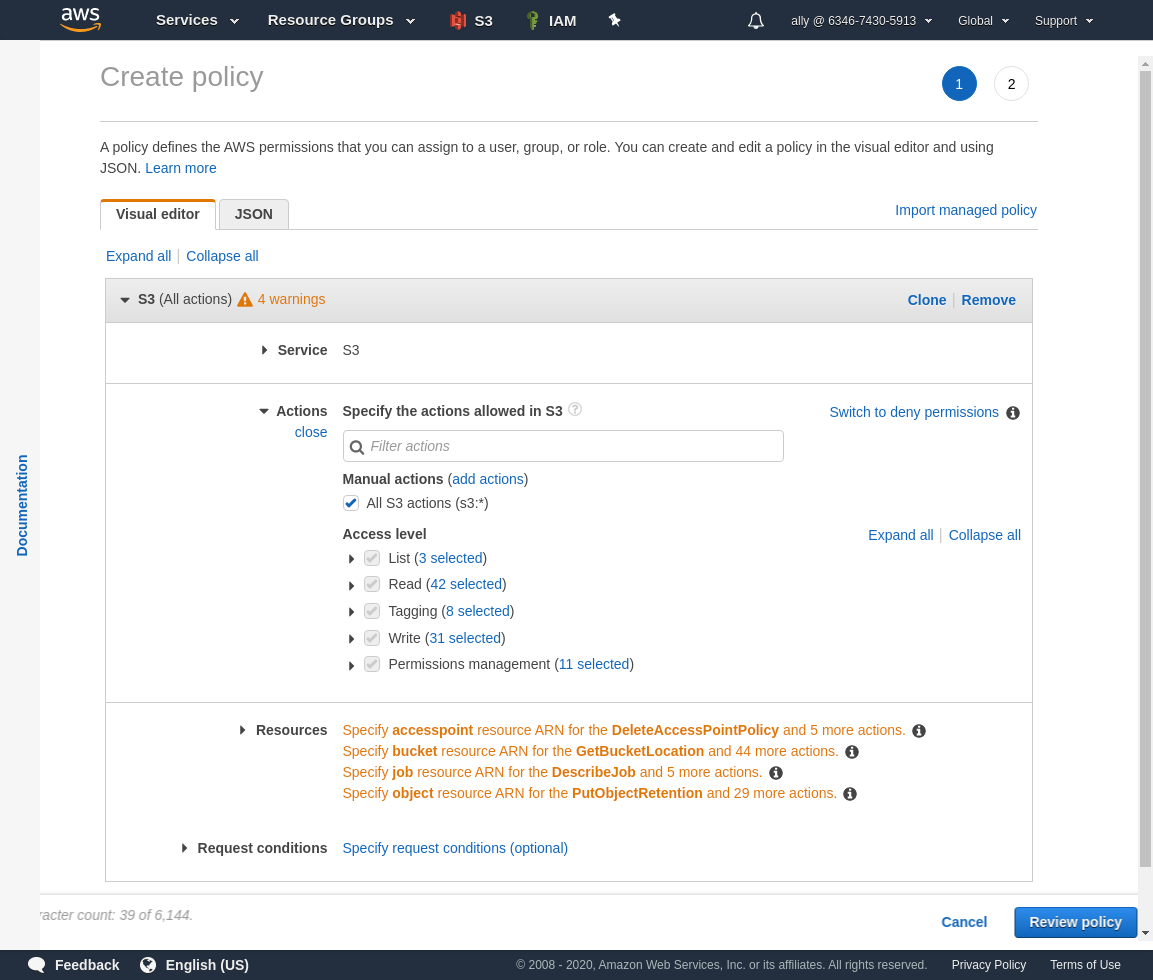 aws Services Resource Groups S3 IAM ally @ 6346-7430-5913 Global Support
Create policy
1 2
A policy defines the AWS permissions that you can assign to a user, group, or role. You can create and edit a policy in the visual editor and using
JSON. Learn more
Visual editor JSON Import managed policy
Expand all | Collapse all
S3 (All actions) 4 warnings Clone | Remove
Service S3
Actions Specify the actions allowed in S3 ? Switch to deny permissions
close
Filter actions
Manual actions (add actions)
All S3 actions (s3:*)
Access level Expand all | Collapse all
List (3 selected)
Read (42 selected)
Tagging (8 selected)
Write (31 selected)
Permissions management (11 selected)
Resources Specify accesspoint resource ARN for the DeleteAccessPointPolicy and 5 more actions.
Specify bucket resource ARN for the GetBucketLocation and 44 more actions.
Specify job resource ARN for the DescribeJob and 5 more actions.
Specify object resource ARN for the PutObjectRetention and 29 more actions.
Request conditions Specify request conditions (optional)
Documentation
racter count: 39 of 6,144.
Cancel Review policy
Feedback English (US) © 2008 - 2020, Amazon Web Services, Inc. or its affiliates. All rights reserved. Privacy Policy Terms of Use